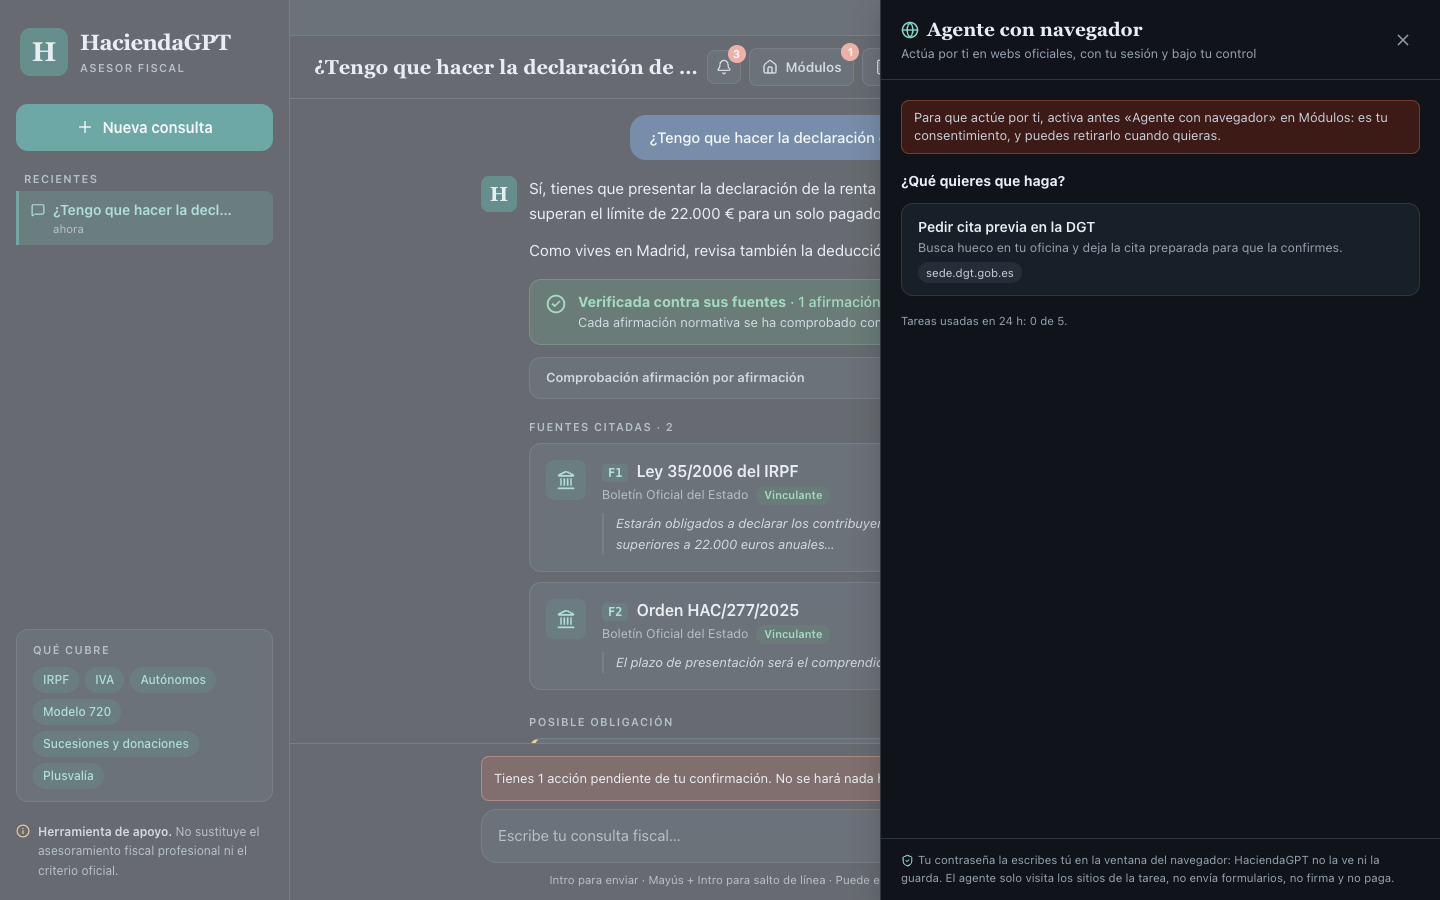 H
HaciendaGPT
ASESOR FISCAL
Nueva consulta
RECIENTES
¿Tengo que hacer la decl...
ahora
QUÉ CUBRE
IRPF
IVA
Autónomos
Modelo 720
Sucesiones y donaciones
Plusvalía
Herramienta de apoyo. No sustituye el
asesoramiento fiscal profesional ni el
criterio oficial.
¿Tengo que hacer la declaración de ...
3
Módulos
1
¿Tengo que hacer la declaración
H
Sí, tienes que presentar la declaración de la renta
superan el límite de 22.000 € para un solo
Como vives en Madrid, revisa también la
Verificada contra sus fuentes · 1 afirmación
Cada afirmación normativa se ha comprobado
Comprobación afirmación por afirmación
FUENTES CITADAS · 2
F1 Ley 35/2006 del IRPF
Boletín Oficial del Estado Vinculante
Estarán obligados a declarar los
superiores a 22.000 euros anuales...
F2 Orden HAC/277/2025
Boletín Oficial del Estado Vinculante
El plazo de presentación será el
POSIBLE OBLIGACIÓN
Tienes 1 acción pendiente de tu confirmación. No se hará nada
Escribe tu consulta fiscal...
Intro para enviar · Mayús + Intro para salto de línea · Puede
Agente con navegador
Actúa por ti en webs oficiales, con tu sesión y bajo tu control
Para que actúe por ti, activa antes «Agente con navegador» en Módulos: es tu
consentimiento, y puedes retirarlo cuando quieras.
¿Qué quieres que haga?
Pedir cita previa en la DGT
Busca hueco en tu oficina y deja la cita preparada para que la confirmes.
sede.dgt.gob.es
Tareas usadas en 24 h: 0 de 5.
Tu contraseña la escribes tú en la ventana del navegador: HaciendaGPT no la ve ni la
guarda. El agente solo visita los sitios de la tarea, no envía formularios, no firma y no paga.